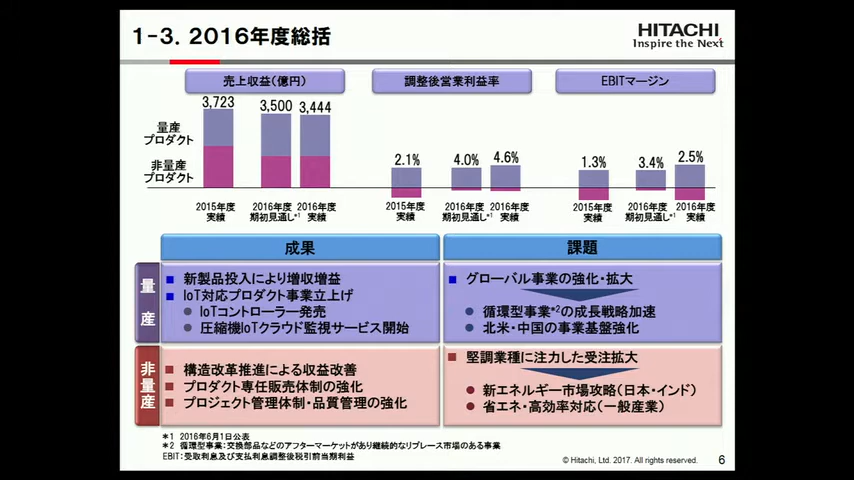 1-3. 2016年度総括
HITACHI
Inspire the Next
売上収益(億円)
調整後営業利益率
EBITマージン
3,723
3,500
3,444
量産
プロダクト
非量産
プロダクト
2.1%
4.0%
4.6%
1.3%
3.4%
2.5%
2015年度
実績
2016年度
期初見通し*1
2016年度
実績
2015年度
実績
2016年度
期初見通し*1
2016年度
実績
2015年度
実績
2016年度
期初見通し*1
2016年度
実績
成果
課題
量産
■ 新製品投入により増収増益
■ IoT対応プロダクト事業立上げ
● IoTコントローラー発売
● 圧縮機IoTクラウド監視サービス開始
■ グローバル事業の強化・拡大
● 循環型事業*2の成長戦略加速
● 北米・中国の事業基盤強化
非量産
■ 構造改革推進による収益改善
■ プロダクト専任販売体制の強化
■ プロジェクト管理体制・品質管理の強化
■ 堅調業種に注力した受注拡大
● 新エネルギー市場攻略(日本・インド)
● 省エネ・高効率対応(一般産業)
*1 2016年6月1日公表
*2 循環型事業:交換部品などのアフターマーケットがあり継続的なリプレース市場のある事業
EBIT:受取利息及び支払利息調整後税引前当期利益
© Hitachi, Ltd. 2017. All rights reserved.
6